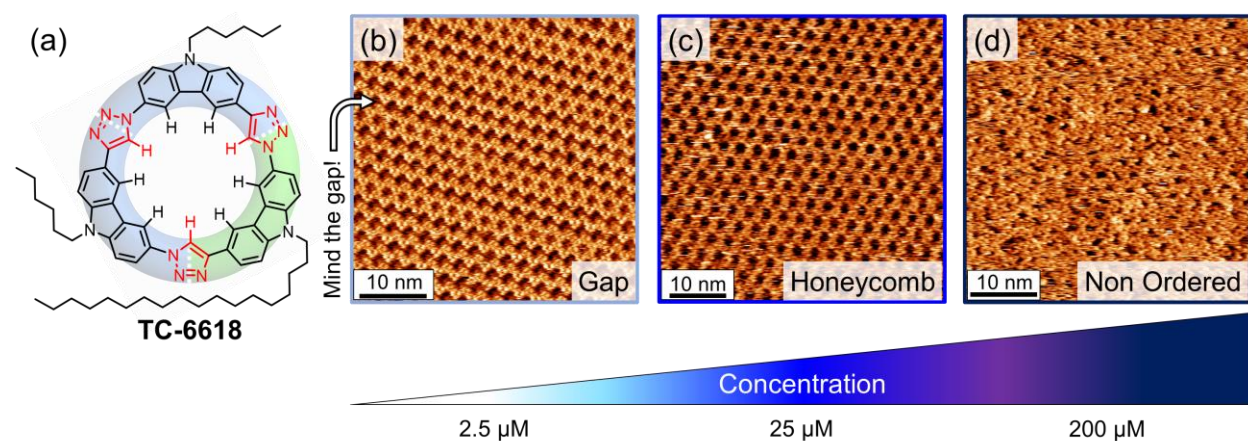 (a)
N
N
N
N
N
N
N
N
N
N
N
N
H
H
H
H
H
H
H
H
H
TC-6618
Mind the gap!
(b)
10 nm
Gap
(c)
10 nm
Honeycomb
(d)
10 nm
Non Ordered
Concentration
2.5 µM
25 µM
200 µM